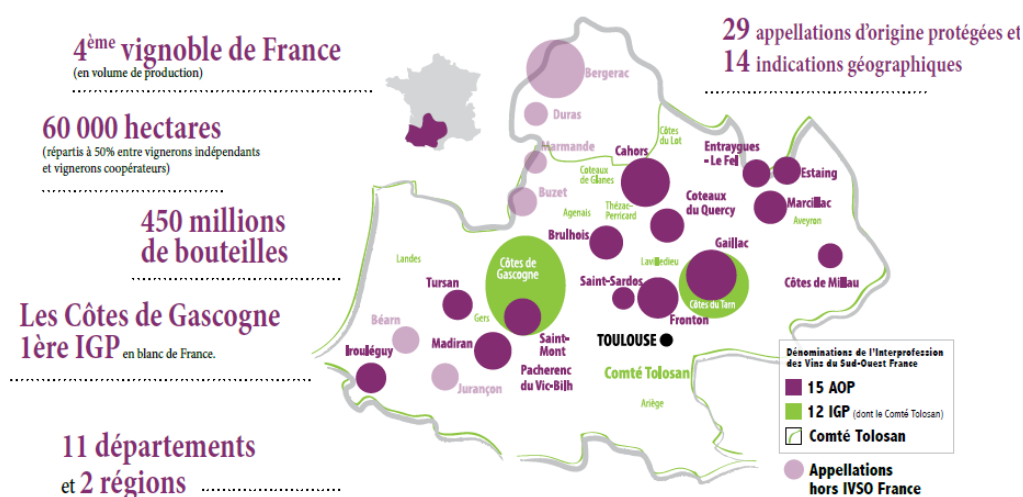 4ème vignoble de France
(en volume de production)
60 000 hectares
(répartis à 50% entre vignerons indépendants
et vignerons coopérateurs)
450 millions
de bouteilles
Les Côtes de Gascogne
1ère IGP en blanc de France.
11 départements
et 2 régions
29 appellations d'origine protégées et
14 indications géographiques
Bergerac
Duras
Marmande
Buzet
Côtes
du Lot
Cahors
Coteaux
de Glanes
Entraygues
- Le Fel
Estaing
Marcillac
Aveyron
Agenais
Thézac-
Perricard
Coteaux
du Quercy
Brulhois
Gaillac
Lavilledieu
Côtes de Millau
Landes
Côtes de
Gascogne
Saint-Sardos
Côtes du Tarn
Fronton
Tursan
Gers
Béarn
Madiran
Saint-
Mont
Pacherenc
du Vic-Bilh
Irouléguy
Jurançon
TOULOUSE
Comté Tolosan
Ariège
Dénominations de l'Interprofession
des Vins du Sud-Ouest France
15 AOP
12 IGP (dont le Comté Tolosan)
Comté Tolosan
Appellations
hors IVSO France